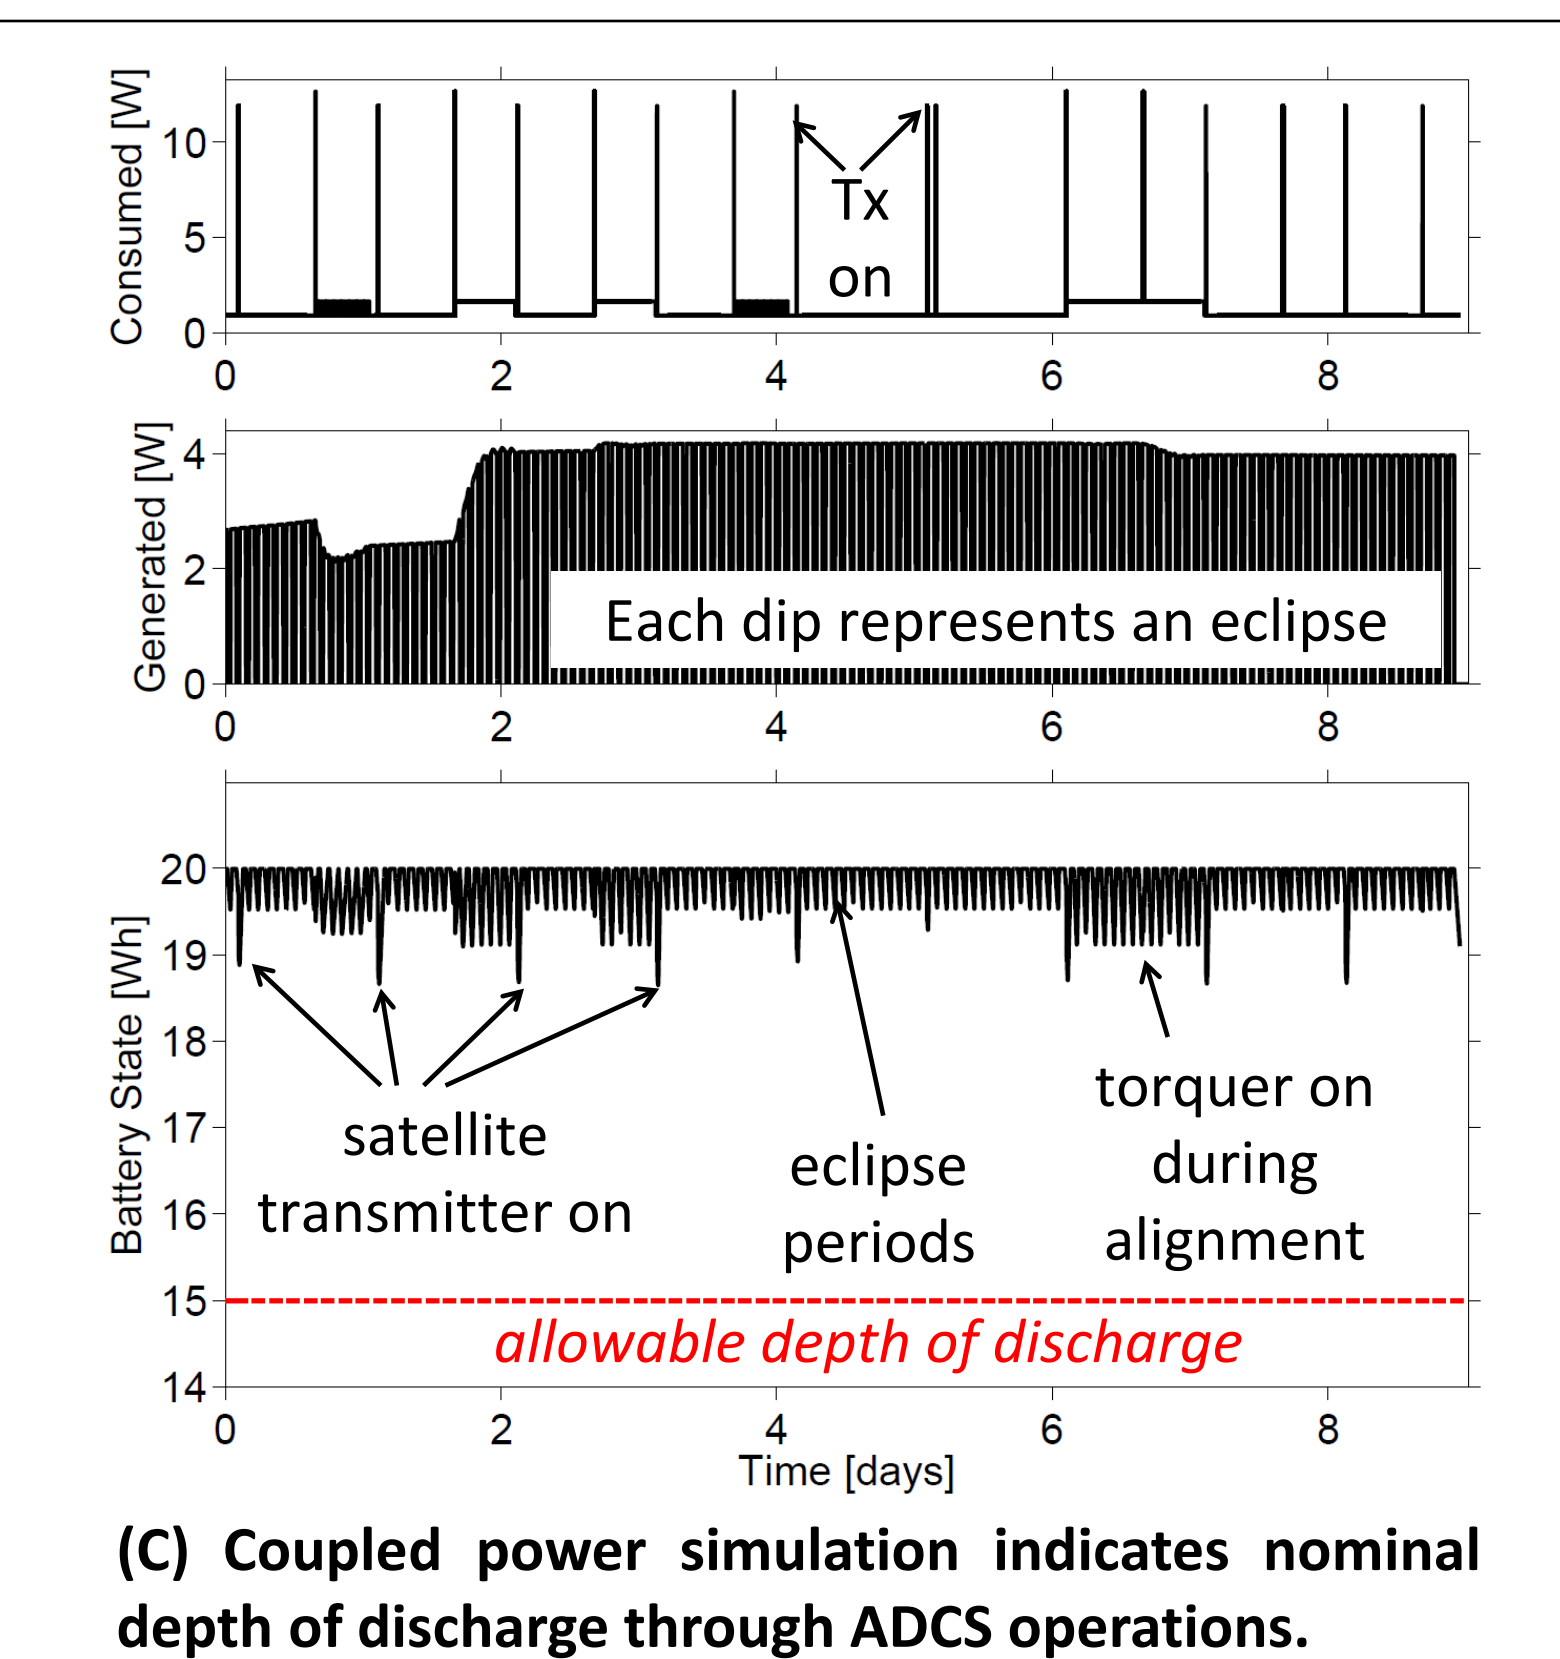 Consumed [W]
10
5
0
Tx
on
0 2 4 6 8
Generated [W]
4
2
0
Each dip represents an eclipse
0 2 4 6 8
Battery State [Wh]
20
19
18
17
16
15
14
satellite
transmitter on
eclipse
periods
torquer on
during
alignment
allowable depth of discharge
0 2 4 6 8
Time [days]
(C) Coupled power simulation indicates nominal
depth of discharge through ADCS operations.